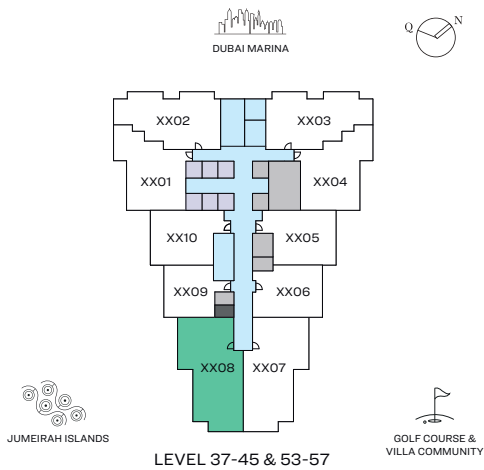 DUBAI MARINA
Q N
XX02 XX03
XX01 XX04
XX10 XX05
XX09 XX06
XX08 XX07
JUMEIRAH ISLANDS
GOLF COURSE &
VILLA COMMUNITY
LEVEL 37-45 & 53-57